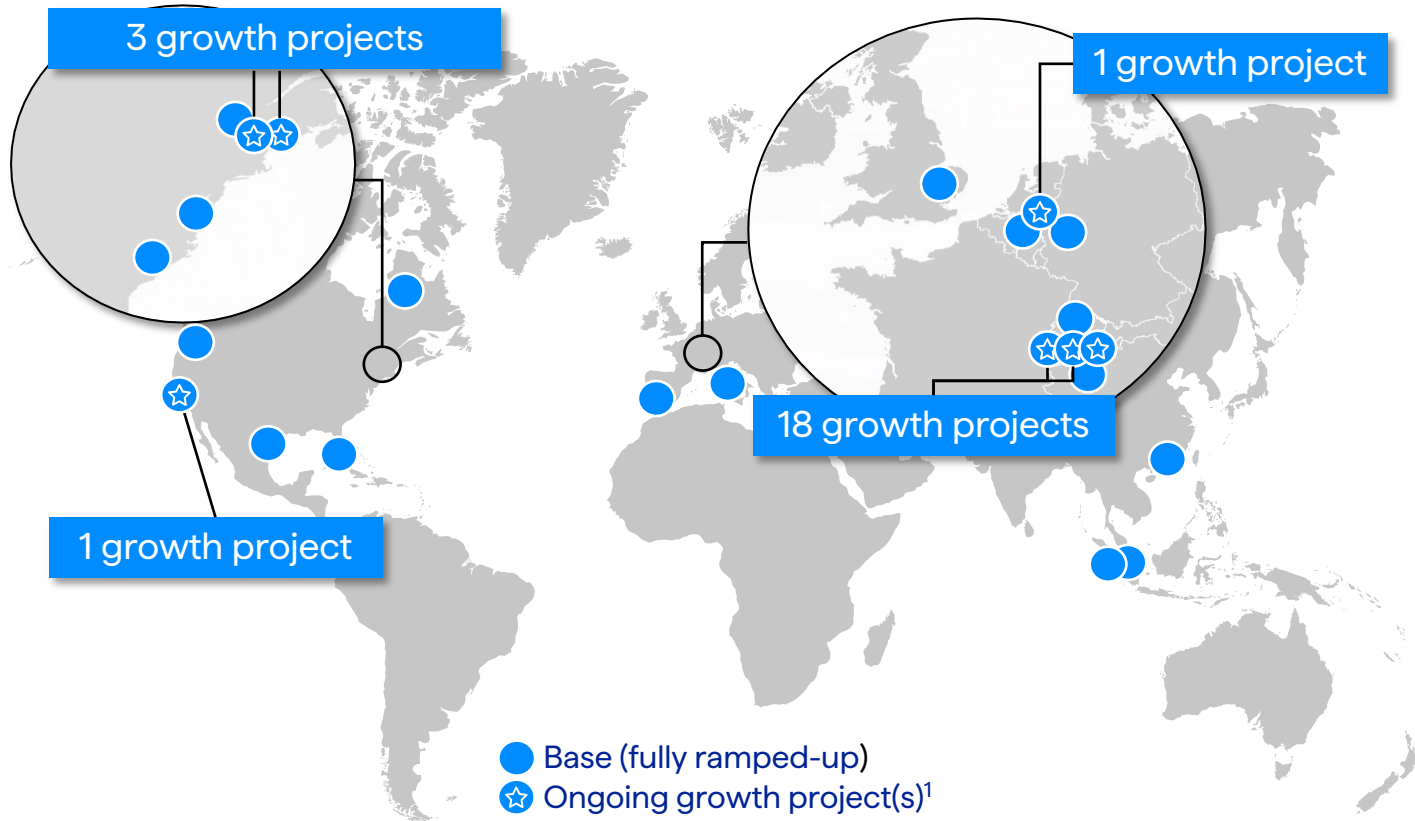 3 growth projects
1 growth project
18 growth projects
1 growth project
Base (fully ramped-up)
Ongoing growth project(s)¹